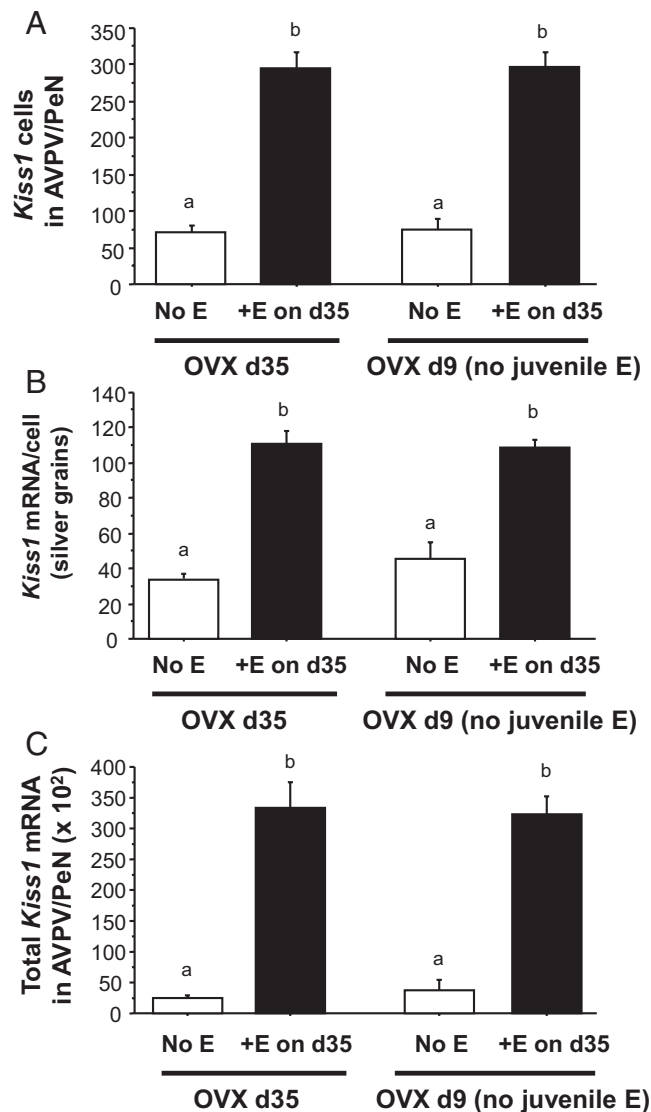 A
Kiss1 cells
in AVPV/PeN
350
300
250
200
150
100
50
0
a
b
a
b
No E +E on d35 No E +E on d35
OVX d35 OVX d9 (no juvenile E)
B
Kiss1 mRNA/cell
(silver grains)
140
120
100
80
60
40
20
0
a
b
a
b
No E +E on d35 No E +E on d35
OVX d35 OVX d9 (no juvenile E)
C
Total Kiss1 mRNA
in AVPV/PeN (x 10²)
400
350
300
250
200
150
100
50
0
a
b
a
b
No E +E on d35 No E +E on d35
OVX d35 OVX d9 (no juvenile E)